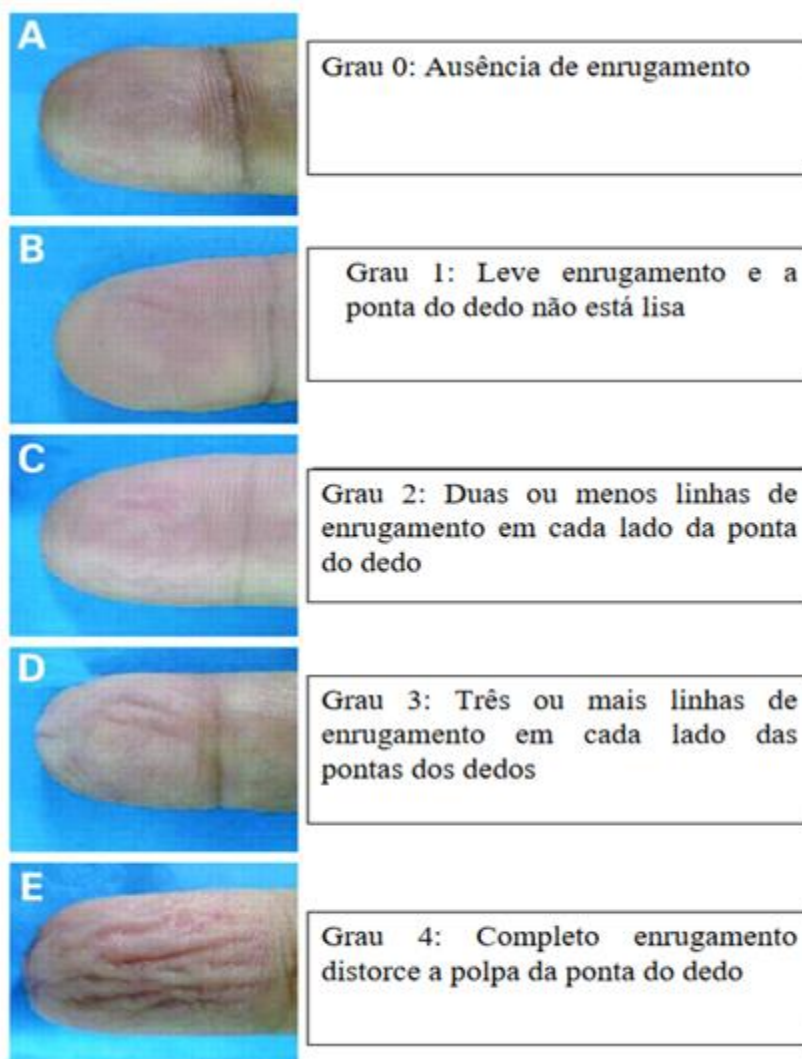 A
Grau 0: Ausência de enrugamento
B
Grau 1: Leve enrugamento e a
ponta do dedo não está lisa
C
Grau 2: Duas ou menos linhas de
enrugamento em cada lado da ponta
do dedo
D
Grau 3: Três ou mais linhas de
enrugamento em cada lado das
pontas dos dedos
E
Grau 4: Completo enrugamento
distorce a polpa da ponta do dedo